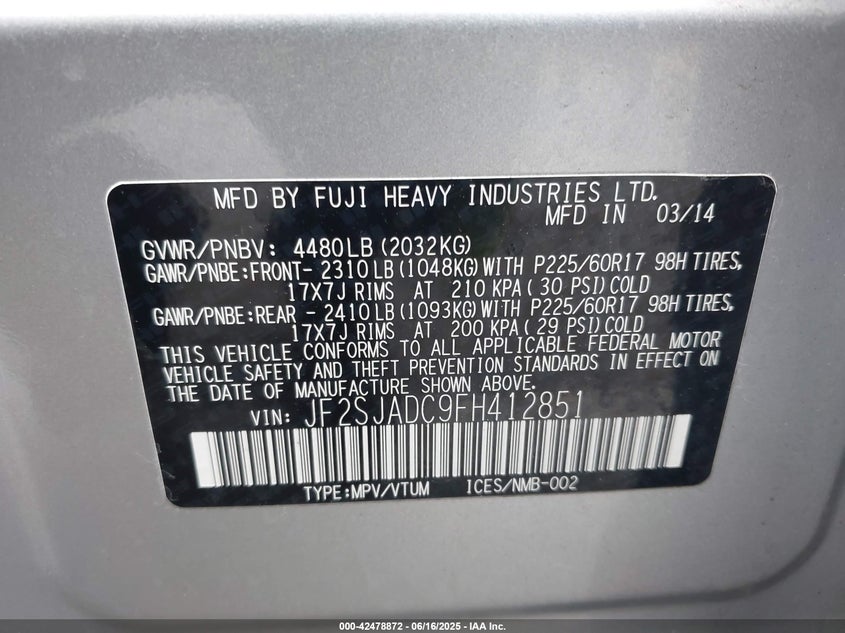 MFD BY FUJI HEAVY INDUSTRIES LTD.
MFD IN 03/14
GVWR/PNBV: 4480LB (2032KG)
GAWR/PNBE:FRONT- 2310LB (1048KG) WITH P225/60R17 98H TIRES,
17X7J RIMS AT 210 KPA ( 30 PSI) COLD
GAWR/PNBE:REAR - 2410LB (1093KG) WITH P225/60R17 98H TIRES,
17X7J RIMS AT 200 KPA ( 29 PSI) COLD
THIS VEHICLE CONFORMS TO ALL APPLICABLE FEDERAL MOTOR
VEHICLE SAFETY AND THEFT PREVENTION STANDARDS IN EFFECT ON
THE DATE OF MANUFACTURE SHOWN ABOVE.
VIN: JF2SJADC9FH412851
TYPE:MPV/VTUM ICES/NMB-002
000-42478872 - 06/16/2025 - IAA Inc.